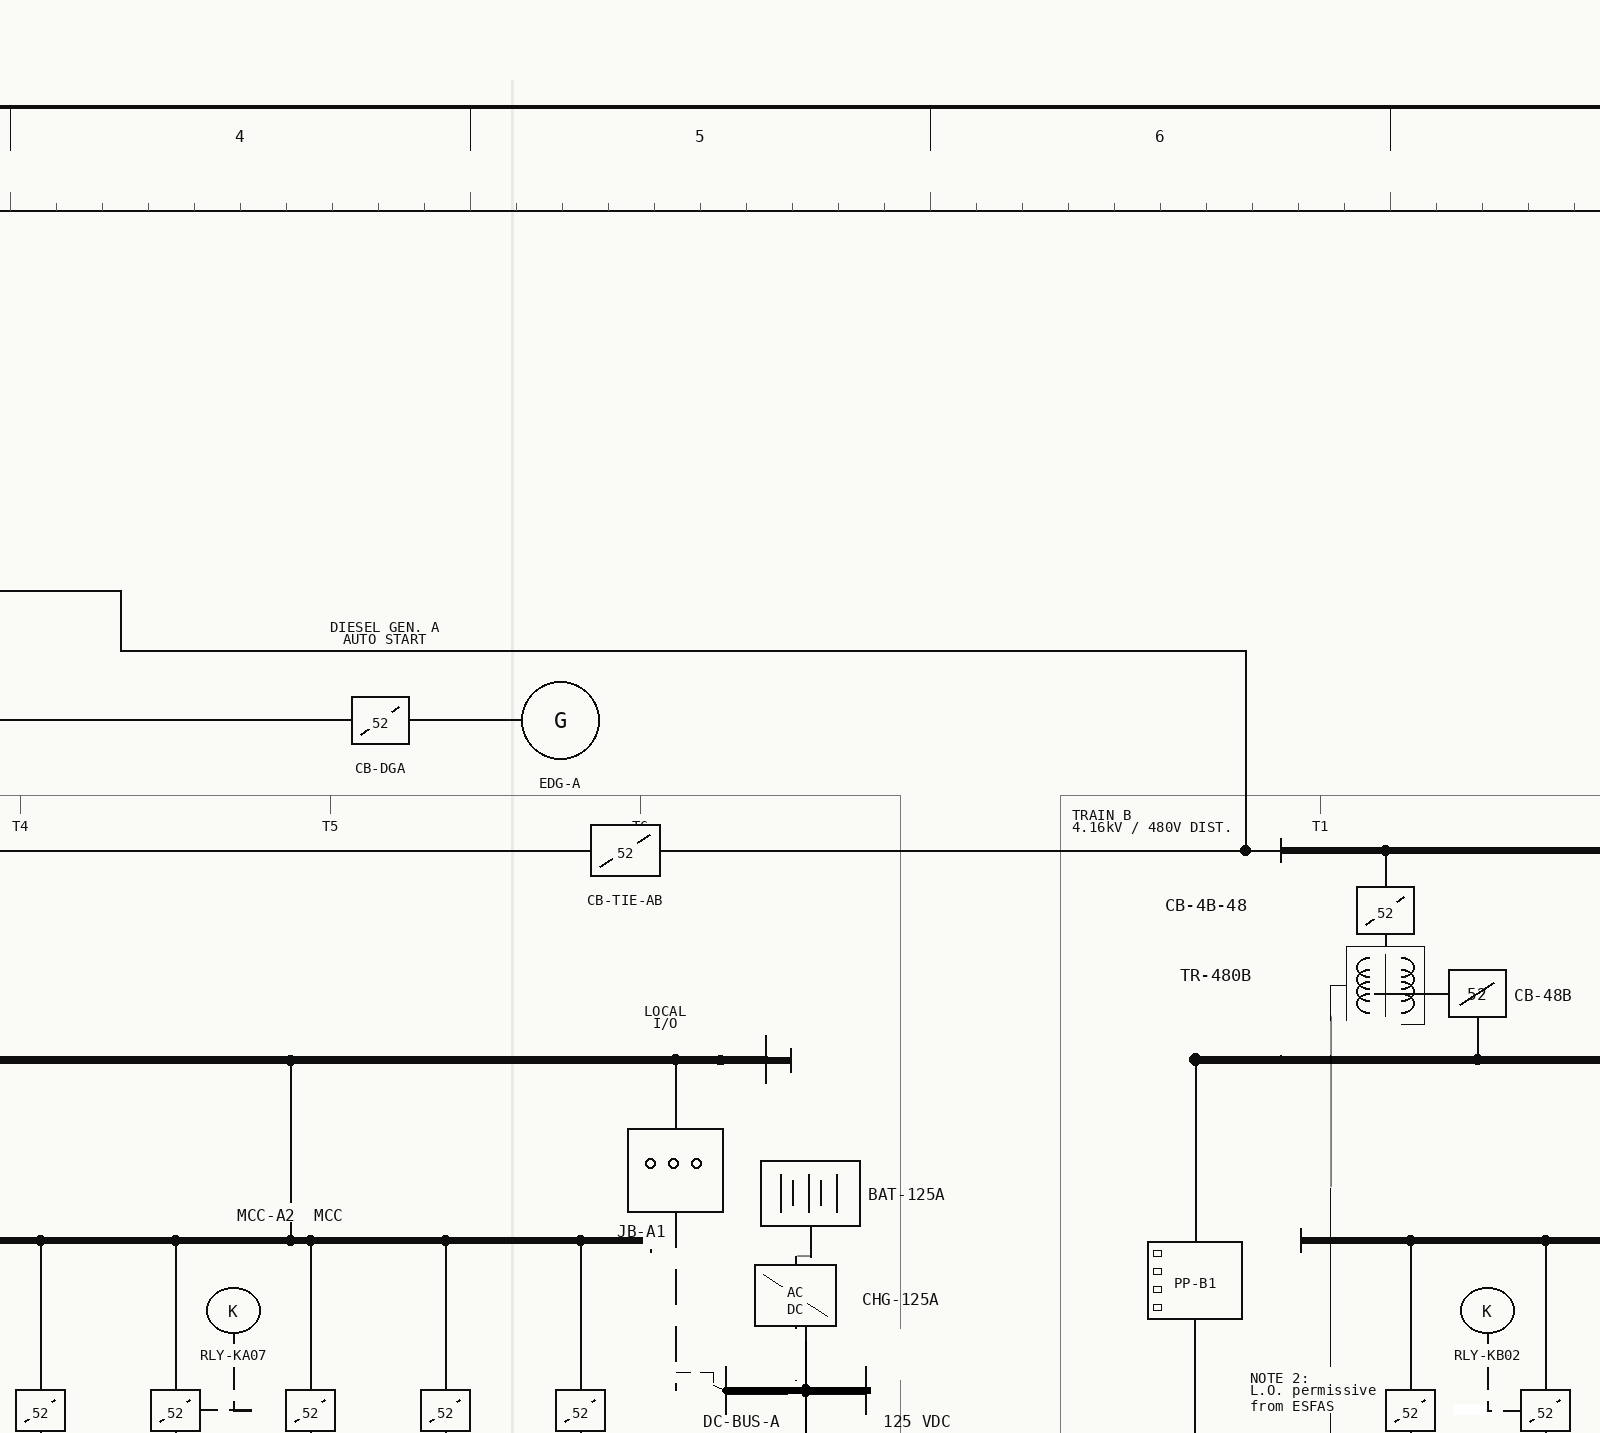 4 5 6
DIESEL GEN. A
AUTO START
52
G
CB-DGA
EDG-A
T4 T5
TRAIN B
4.16kV / 480V DIST.
T1
52
CB-TIE-AB
CB-4B-48
52
TR-480B
52
CB-48B
LOCAL
I/O
BAT-125A
MCC-A2 MCC
JB-A1
AC
DC
CHG-125A
PP-B1
K
K
RLY-KA07
RLY-KB02
NOTE 2:
L.O. permissive
from ESFAS
52 52 52 52 52 52 52
DC-BUS-A 125 VDC